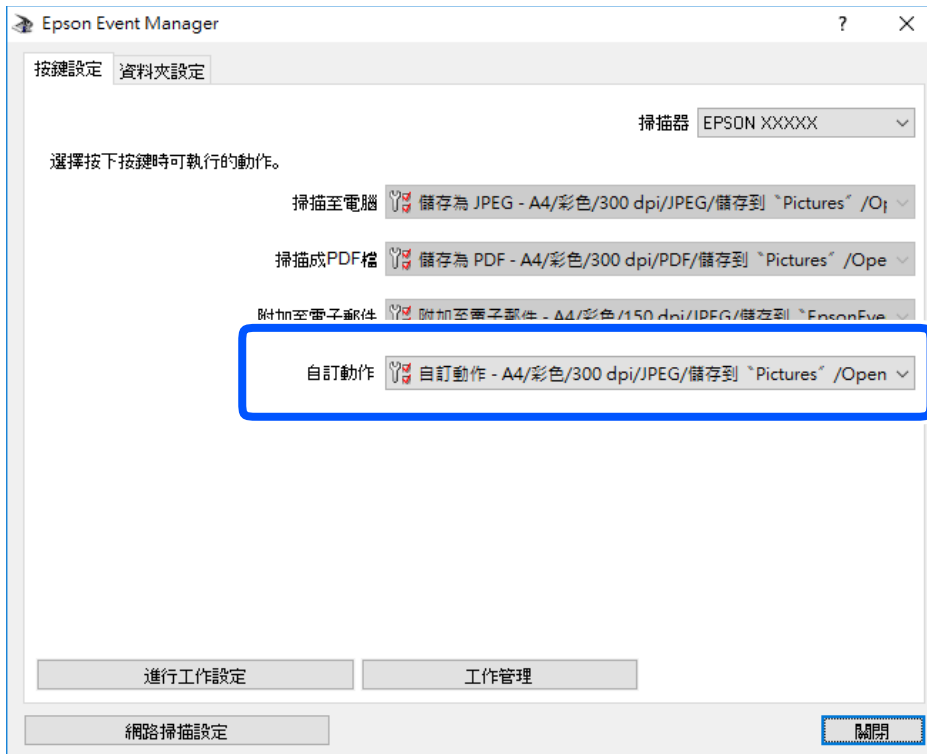 Epson Event Manager
按鍵設定 資料夾設定
掃描器 EPSON XXXXX
選擇按下按鍵時可執行的動作。
掃描至電腦 儲存為 JPEG - A4/彩色/300 dpi/JPEG/儲存到〝Pictures〞/O
掃描成PDF檔 儲存為 PDF - A4/彩色/300 dpi/PDF/儲存到〝Pictures〞/Ope
附加至電子郵件 附加至電子郵件 - A4/彩色/150 dpi/JPEG/儲存到〝EpsonEve
自訂動作 自訂動作 - A4/彩色/300 dpi/JPEG/儲存到〝Pictures〞/Open
進行工作設定 工作管理
網路掃描設定 關閉